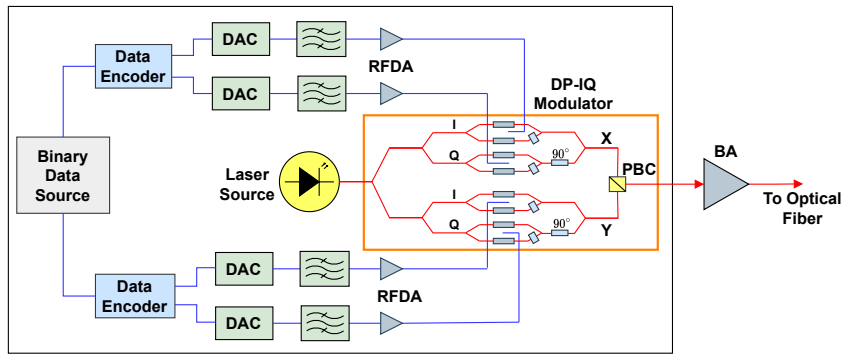 DAC
Data
Encoder
RFDA
DAC
DP-IQ
Modulator
I
X
Binary
Data
Source
Laser
Source
Q
90°
PBC
BA
I
To Optical
Fiber
Q
90°
Y
DAC
Data
Encoder
RFDA
DAC